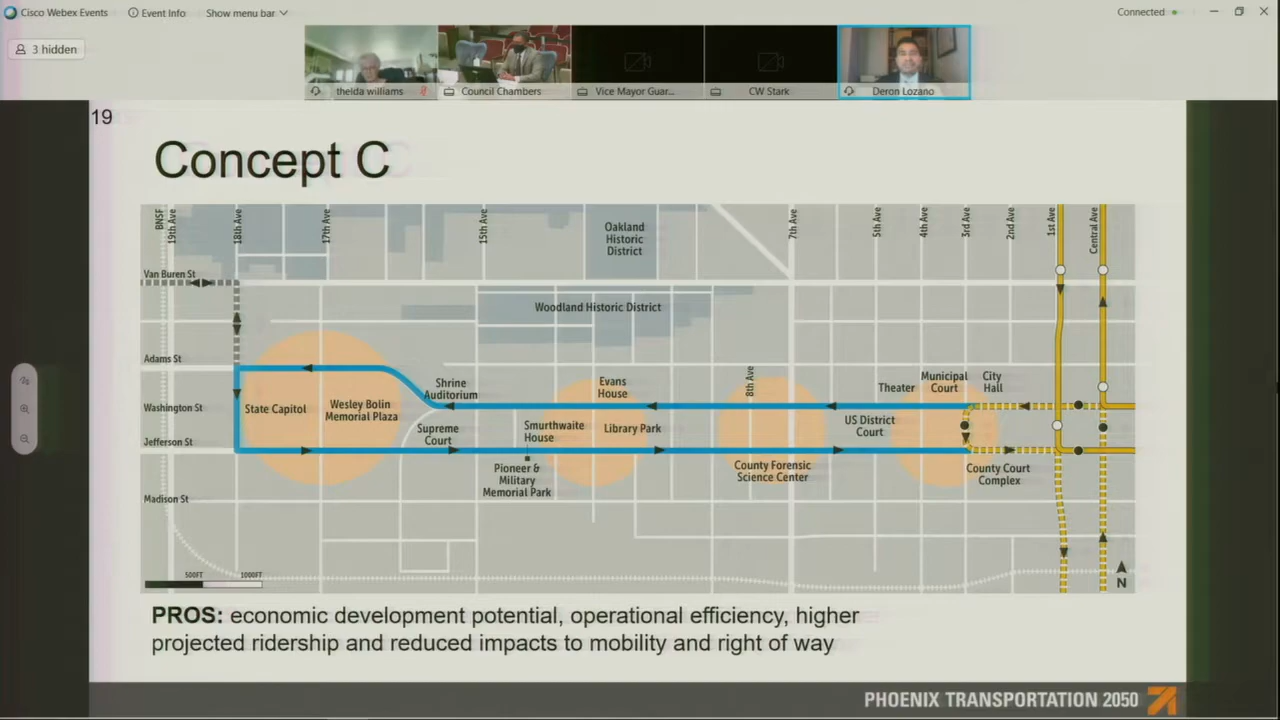 Cisco Webex Events
Event Info
Show menu bar
Connected
3 hidden
thelda williams
Council Chambers
Vice Mayor Guar...
CW Stark
Deron Lozano
19
Concept C
BNSF
19th Ave
18th Ave
17th Ave
15th Ave
Oakland
Historic
District
7th Ave
5th Ave
4th Ave
3rd Ave
2nd Ave
1st Ave
Central Ave
Van Buren St
Woodland Historic District
Adams St
Washington St
Jefferson St
Madison St
State Capitol
Wesley Bolin
Memorial Plaza
Shrine
Auditorium
Supreme
Court
Evans
House
Smurthwaite
House
Library Park
Pioneer &
Military
Memorial Park
8th Ave
County Forensic
Science Center
US District
Court
Theater
Municipal
Court
City
Hall
County Court
Complex
500FT
1000FT
N
PROS: economic development potential, operational efficiency, higher
projected ridership and reduced impacts to mobility and right of way
PHOENIX TRANSPORTATION 2050